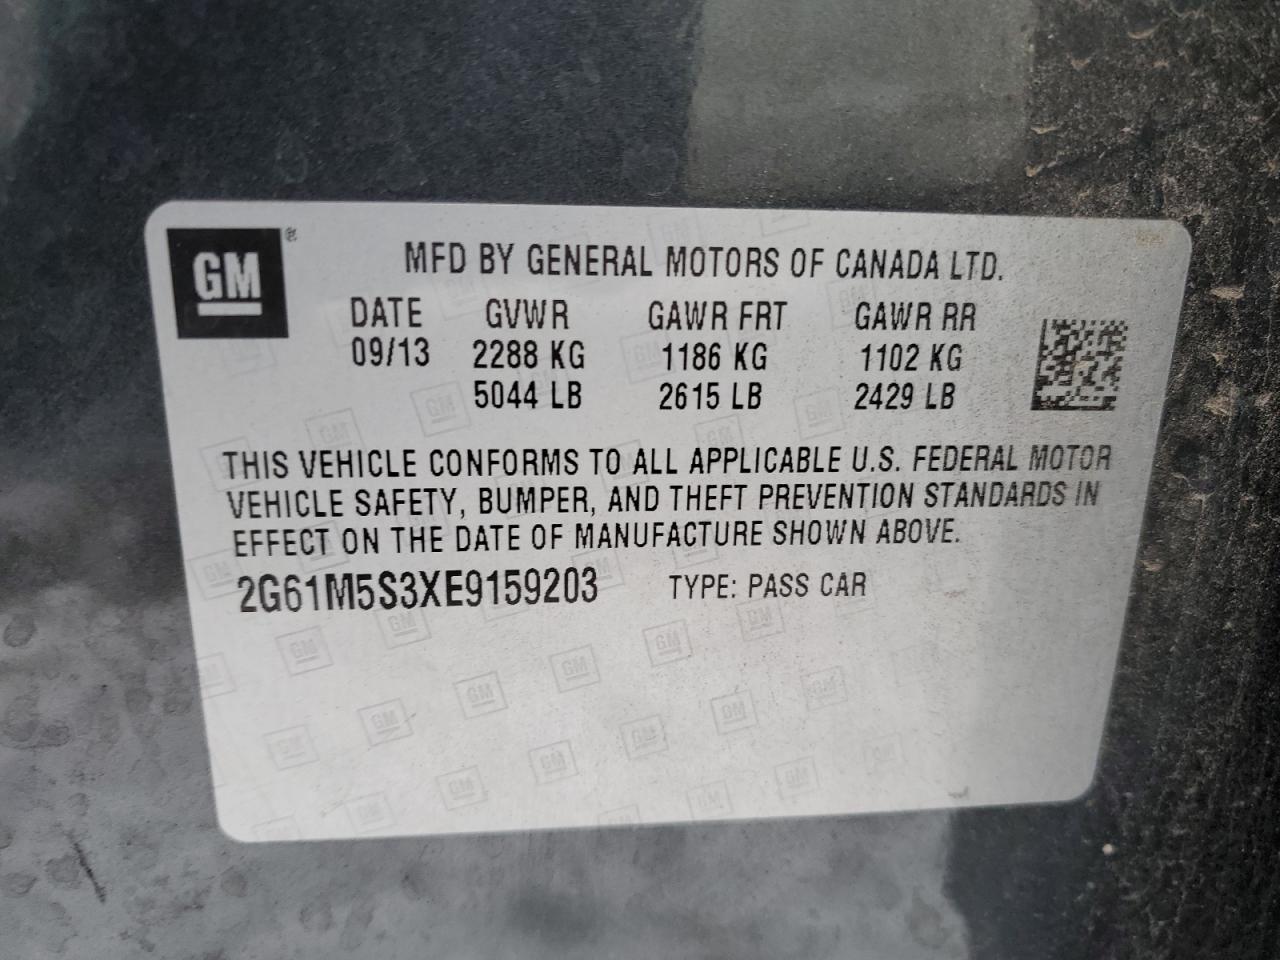 GM ®
MFD BY GENERAL MOTORS OF CANADA LTD.
DATE GVWR GAWR FRT GAWR RR
09/13 2288 KG 1186 KG 1102 KG
5044 LB 2615 LB 2429 LB
THIS VEHICLE CONFORMS TO ALL APPLICABLE U.S. FEDERAL MOTOR
VEHICLE SAFETY, BUMPER, AND THEFT PREVENTION STANDARDS IN
EFFECT ON THE DATE OF MANUFACTURE SHOWN ABOVE.
2G61M5S3XE9159203 TYPE: PASS CAR